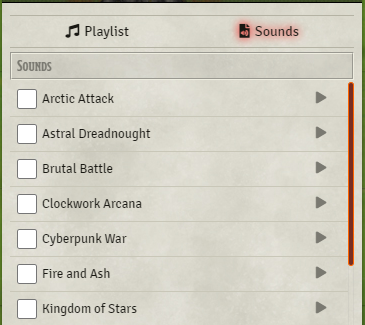 Playlist Sounds
Sounds
Arctic Attack
Astral Dreadnought
Brutal Battle
Clockwork Arcana
Cyberpunk War
Fire and Ash
Kingdom of Stars